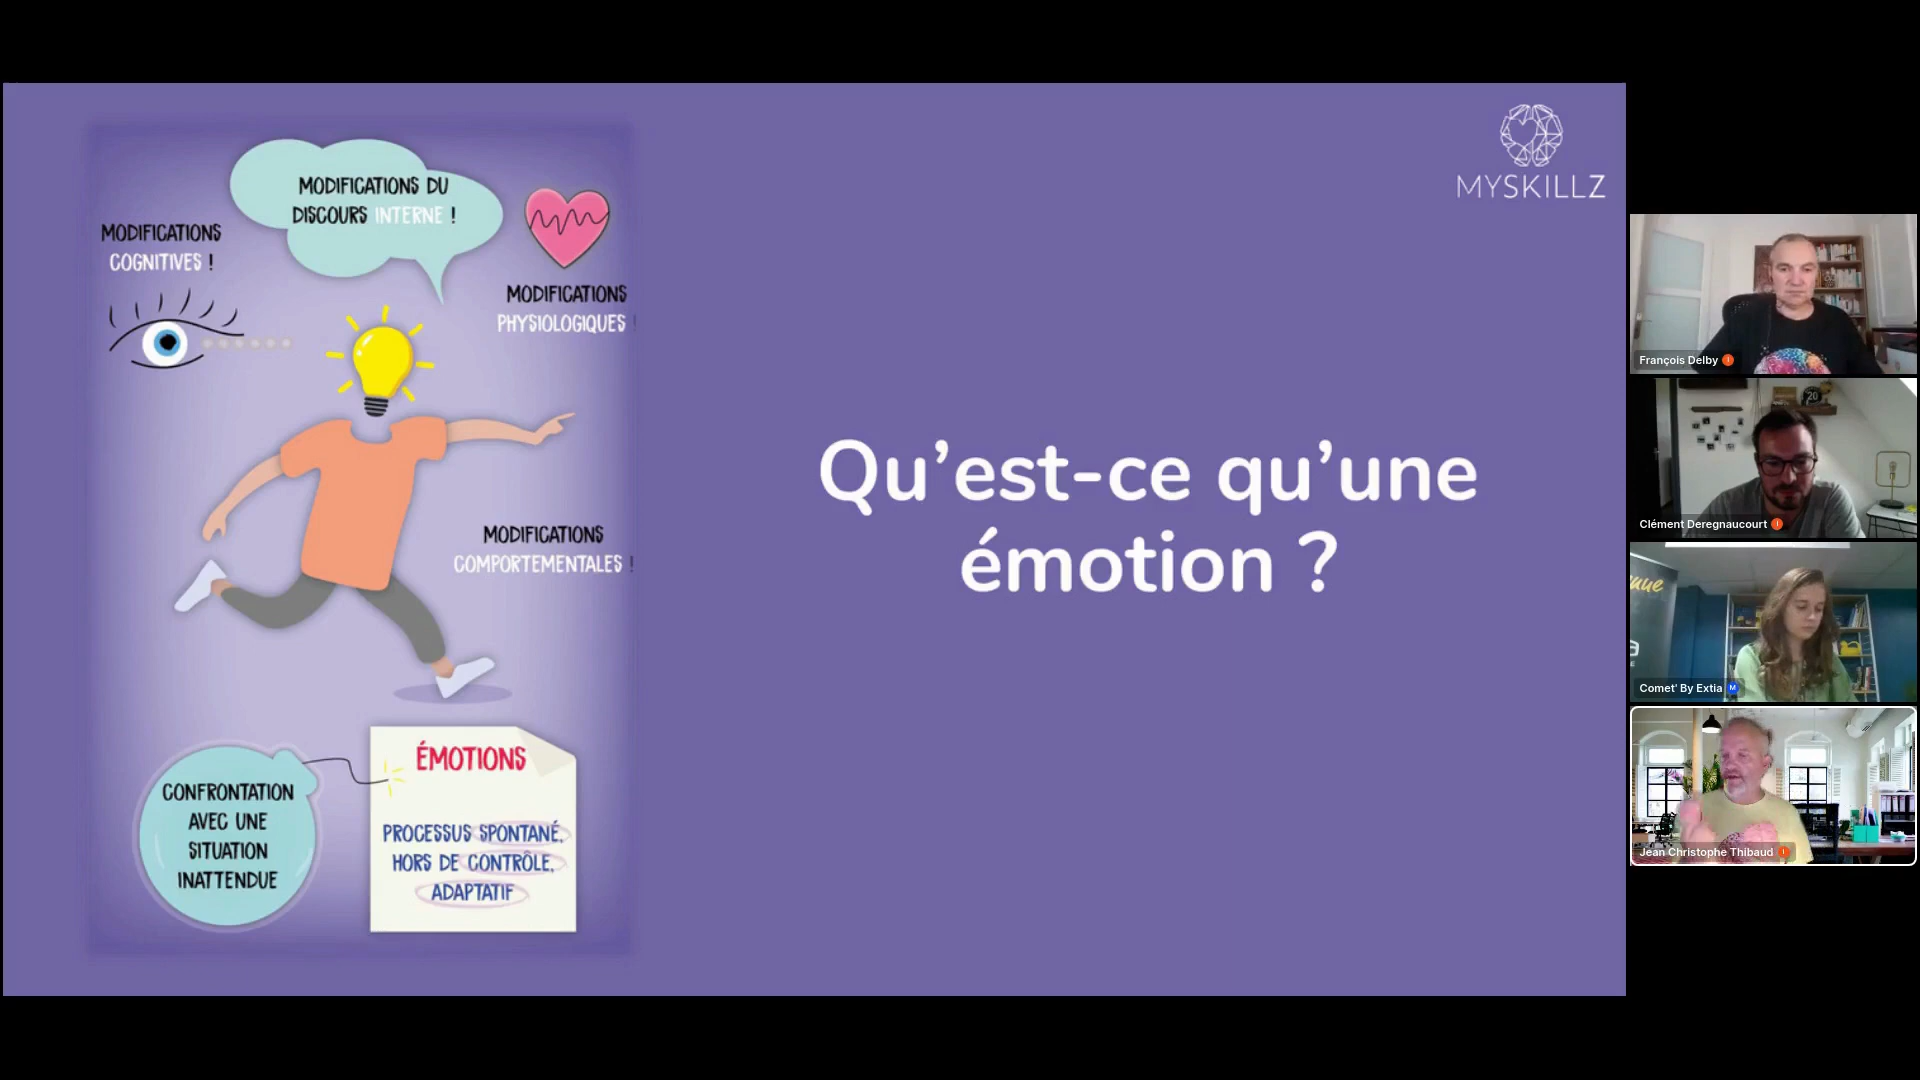 MODIFICATIONS DU
DISCOURS INTERNE !
MODIFICATIONS
COGNITIVES !
MODIFICATIONS
PHYSIOLOGIQUES !
MODIFICATIONS
COMPORTEMENTALES !
CONFRONTATION
AVEC UNE
SITUATION
INATTENDUE
ÉMOTIONS
PROCESSUS SPONTANÉ,
HORS DE CONTRÔLE,
ADAPTATIF
Qu’est-ce qu’une
émotion ?
MYSKILLZ
François Delby
20
Clément Deregnaucourt
Comet' By Extia M
Jean Christophe Thibaud